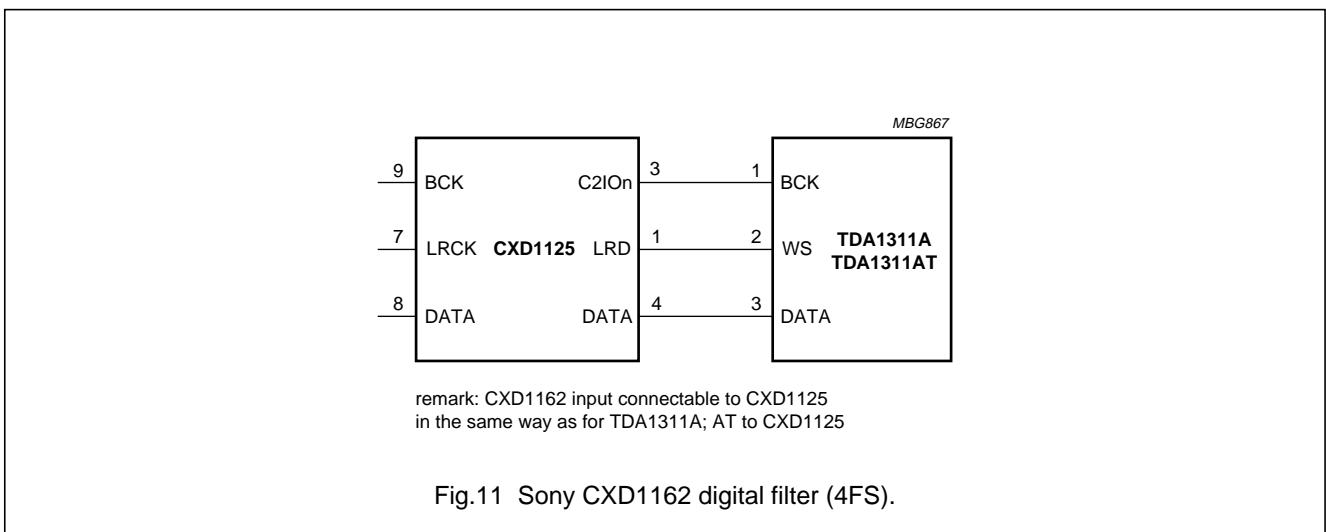 MBG867
9 BCK C2IOn 3 1 BCK
7 LRCK CXD1125 LRD 1 2 WS TDA1311A
TDA1311AT
8 DATA DATA 4 3 DATA
remark: CXD1162 input connectable to CXD1125
in the same way as for TDA1311A; AT to CXD1125
Fig.11 Sony CXD1162 digital filter (4FS).